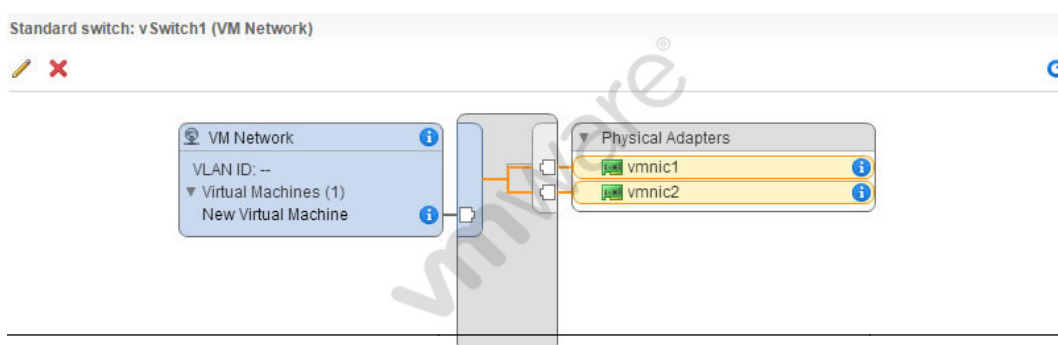 Standard switch: vSwitch1 (VM Network)
VM Network
VLAN ID: --
Virtual Machines (1)
New Virtual Machine
Physical Adapters
vmnic1
vmnic2
vmware®